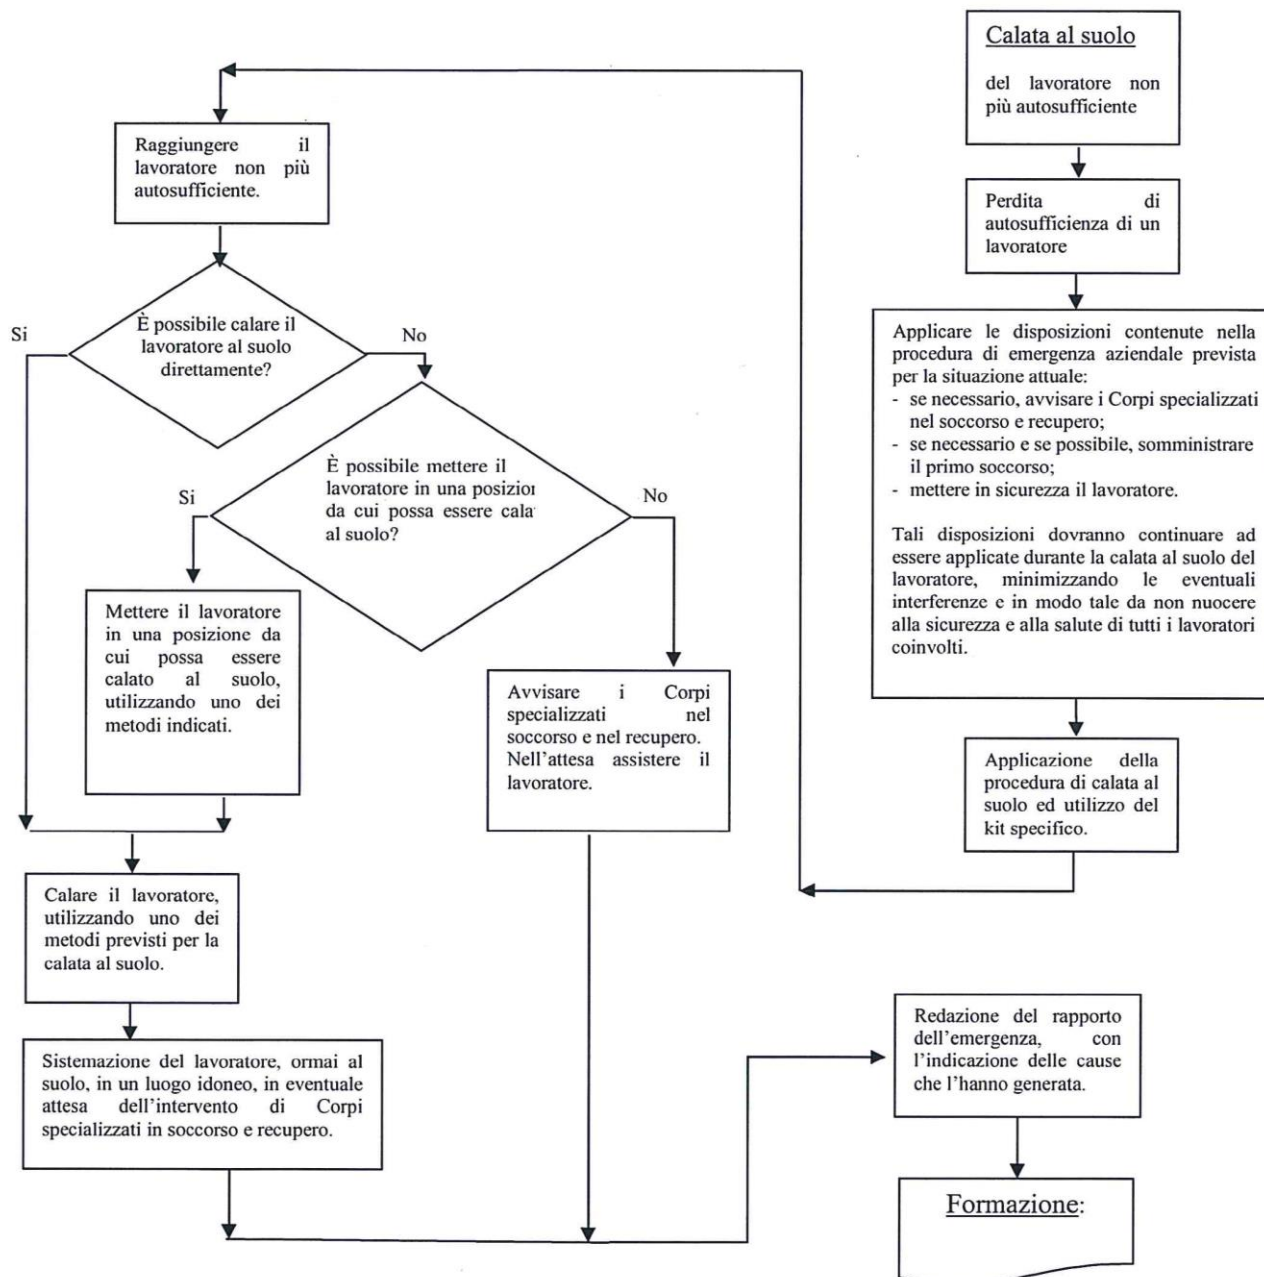 Calata al suolo
del lavoratore non
più autosufficiente
Perdita di
autosufficienza di un
lavoratore
Applicare le disposizioni contenute nella
procedura di emergenza aziendale prevista
per la situazione attuale:
- se necessario, avvisare i Corpi specializzati
nel soccorso e recupero;
- se necessario e se possibile, somministrare
il primo soccorso;
- mettere in sicurezza il lavoratore.
Tali disposizioni dovranno continuare ad
essere applicate durante la calata al suolo del
lavoratore, minimizzando le eventuali
interferenze e in modo tale da non nuocere
alla sicurezza e alla salute di tutti i lavoratori
coinvolti.
Applicazione della
procedura di calata al
suolo ed utilizzo del
kit specifico.
Raggiungere il
lavoratore non più
autosufficiente.
È possibile calare il
lavoratore al suolo
direttamente?
Si
No
È possibile mettere il
lavoratore in una posizion
da cui possa essere cala
al suolo?
Si
No
Mettere il lavoratore
in una posizione da
cui possa essere
calato al suolo,
utilizzando uno dei
metodi indicati.
Avvisare i Corpi
specializzati nel
soccorso e nel recupero.
Nell'attesa assistere il
lavoratore.
Calare il lavoratore,
utilizzando uno dei
metodi previsti per la
calata al suolo.
Sistemazione del lavoratore, ormai al
suolo, in un luogo idoneo, in eventuale
attesa dell'intervento di Corpi
specializzati in soccorso e recupero.
Redazione del rapporto
dell'emergenza, con
l'indicazione delle cause
che l'hanno generata.
Formazione: